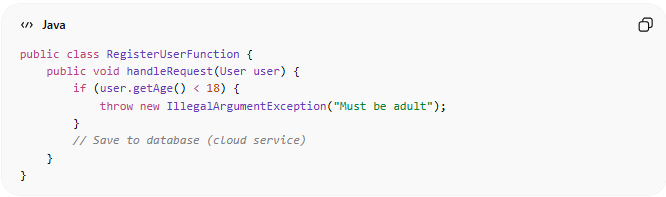 </> Java
public class RegisterUserFunction {
    public void handleRequest(User user) {
        if (user.getAge() < 18) {
            throw new IllegalArgumentException("Must be adult");
        }
        // Save to database (cloud service)
    }
}